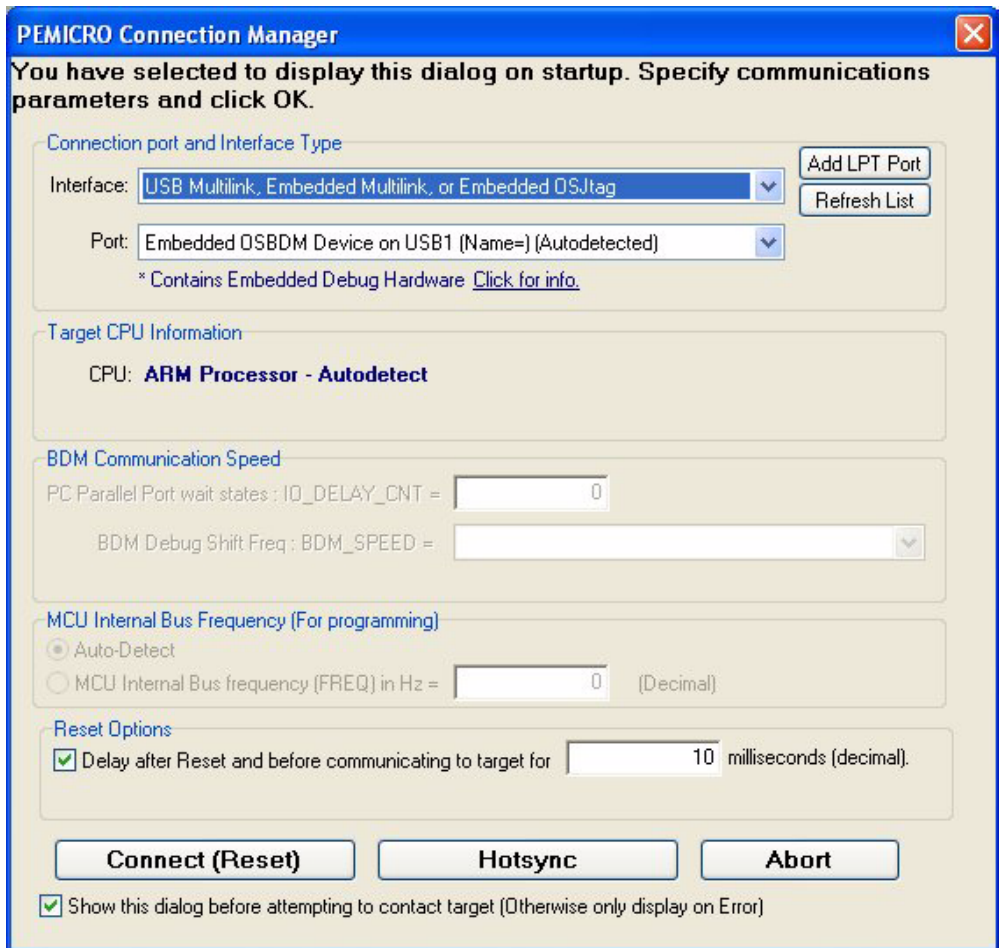 PEMICRO Connection Manager
You have selected to display this dialog on startup. Specify communications
parameters and click OK.
Connection port and Interface Type
Interface: USB Multilink, Embedded Multilink, or Embedded OSJtag
Add LPT Port
Refresh List
Port: Embedded OSBDM Device on USB1 (Name=) (Autodetected)
* Contains Embedded Debug Hardware Click for info.
Target CPU Information
CPU: ARM Processor - Autodetect
BDM Communication Speed
PC Parallel Port wait states : IO_DELAY_CNT = 0
BDM Debug Shift Freq : BDM_SPEED =
MCU Internal Bus Frequency (For programming)
Auto-Detect
MCU Internal Bus frequency (FREQ) in Hz = 0 (Decimal)
Reset Options
Delay after Reset and before communicating to target for 10 milliseconds (decimal).
Connect (Reset) Hotsync Abort
Show this dialog before attempting to contact target (Otherwise only display on Error)